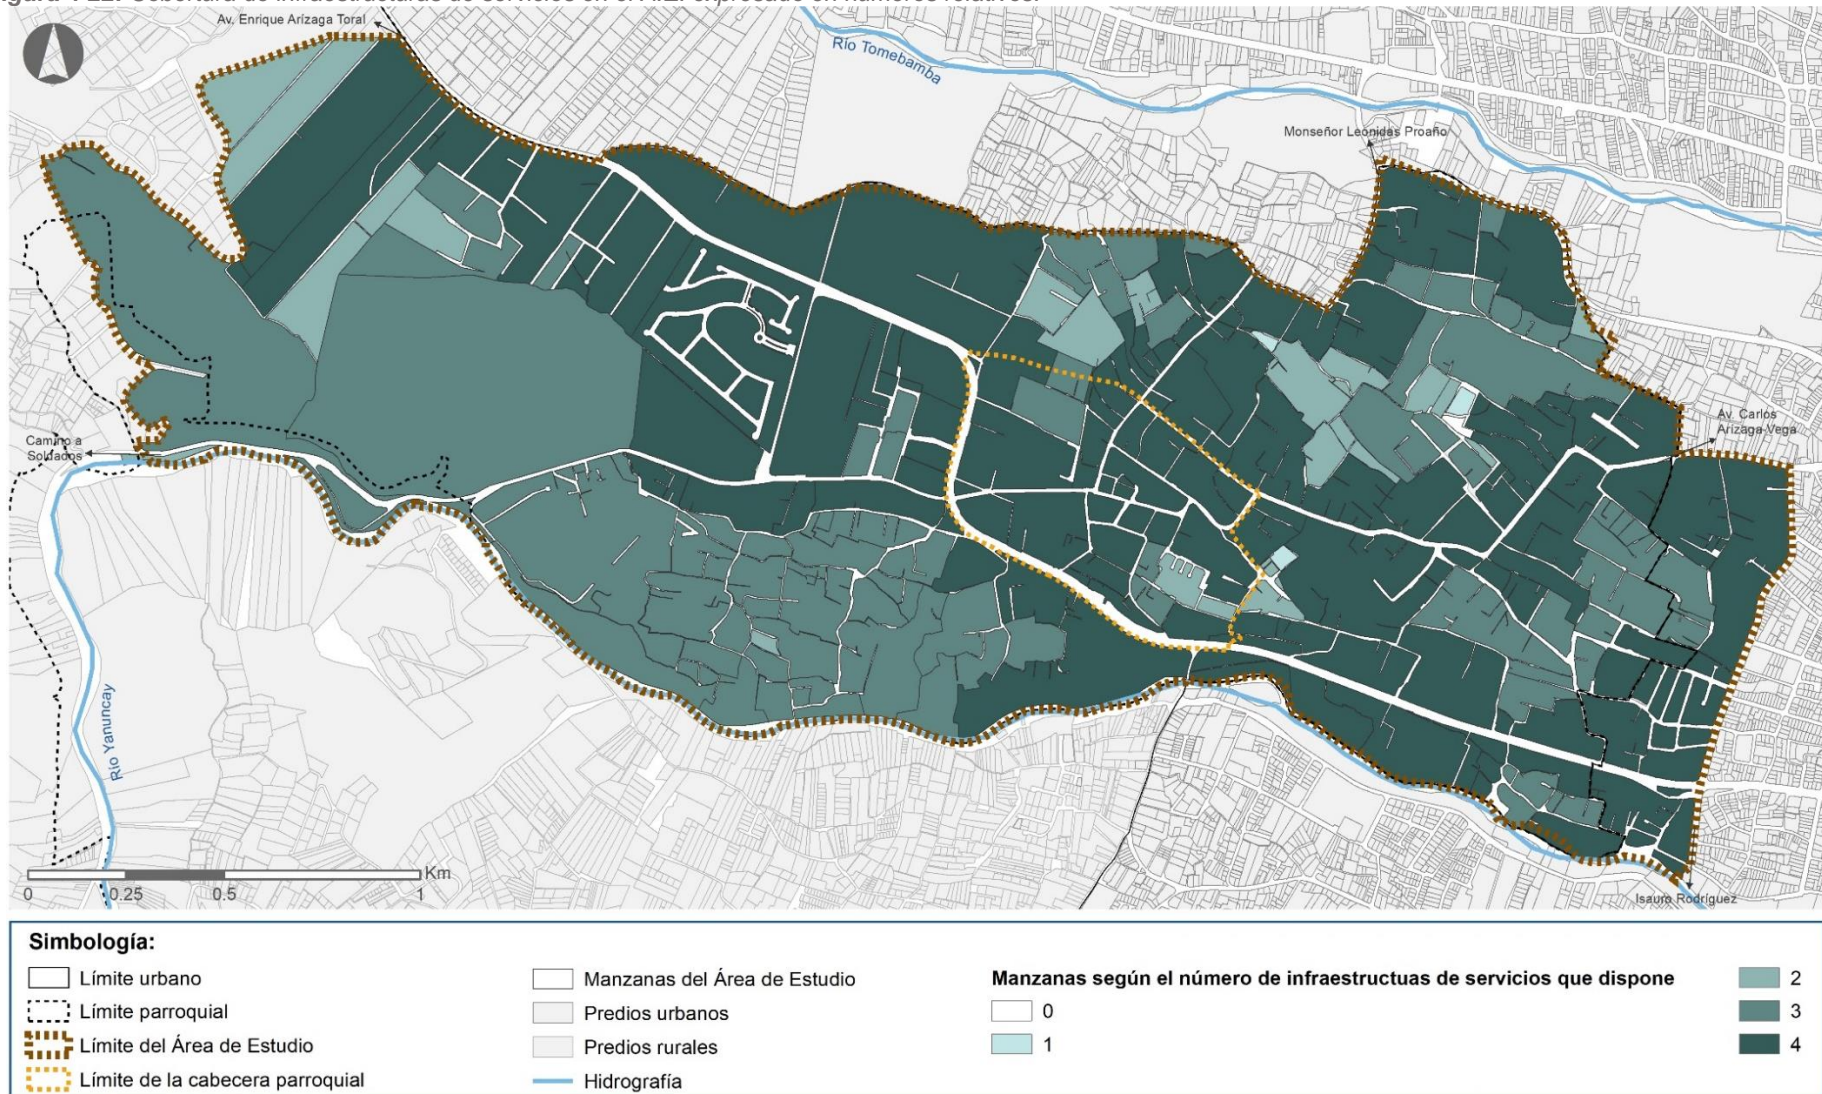 Av. Enrique Arízaga Toral
Río Tomebamba
Monseñor Leonidas Proaño
Av. Carlos
Arizaga Vega
Camino a
Soldados
Río Yanuncay
Km
0 0.25 0.5 1
Isauro Rodríguez
Simbología:
Límite urbano
Límite parroquial
Límite del Área de Estudio
Límite de la cabecera parroquial
Manzanas del Área de Estudio
Predios urbanos
Predios rurales
Hidrografía
Manzanas según el número de infraestructuas de servicios que dispone
0
1
2
3
4